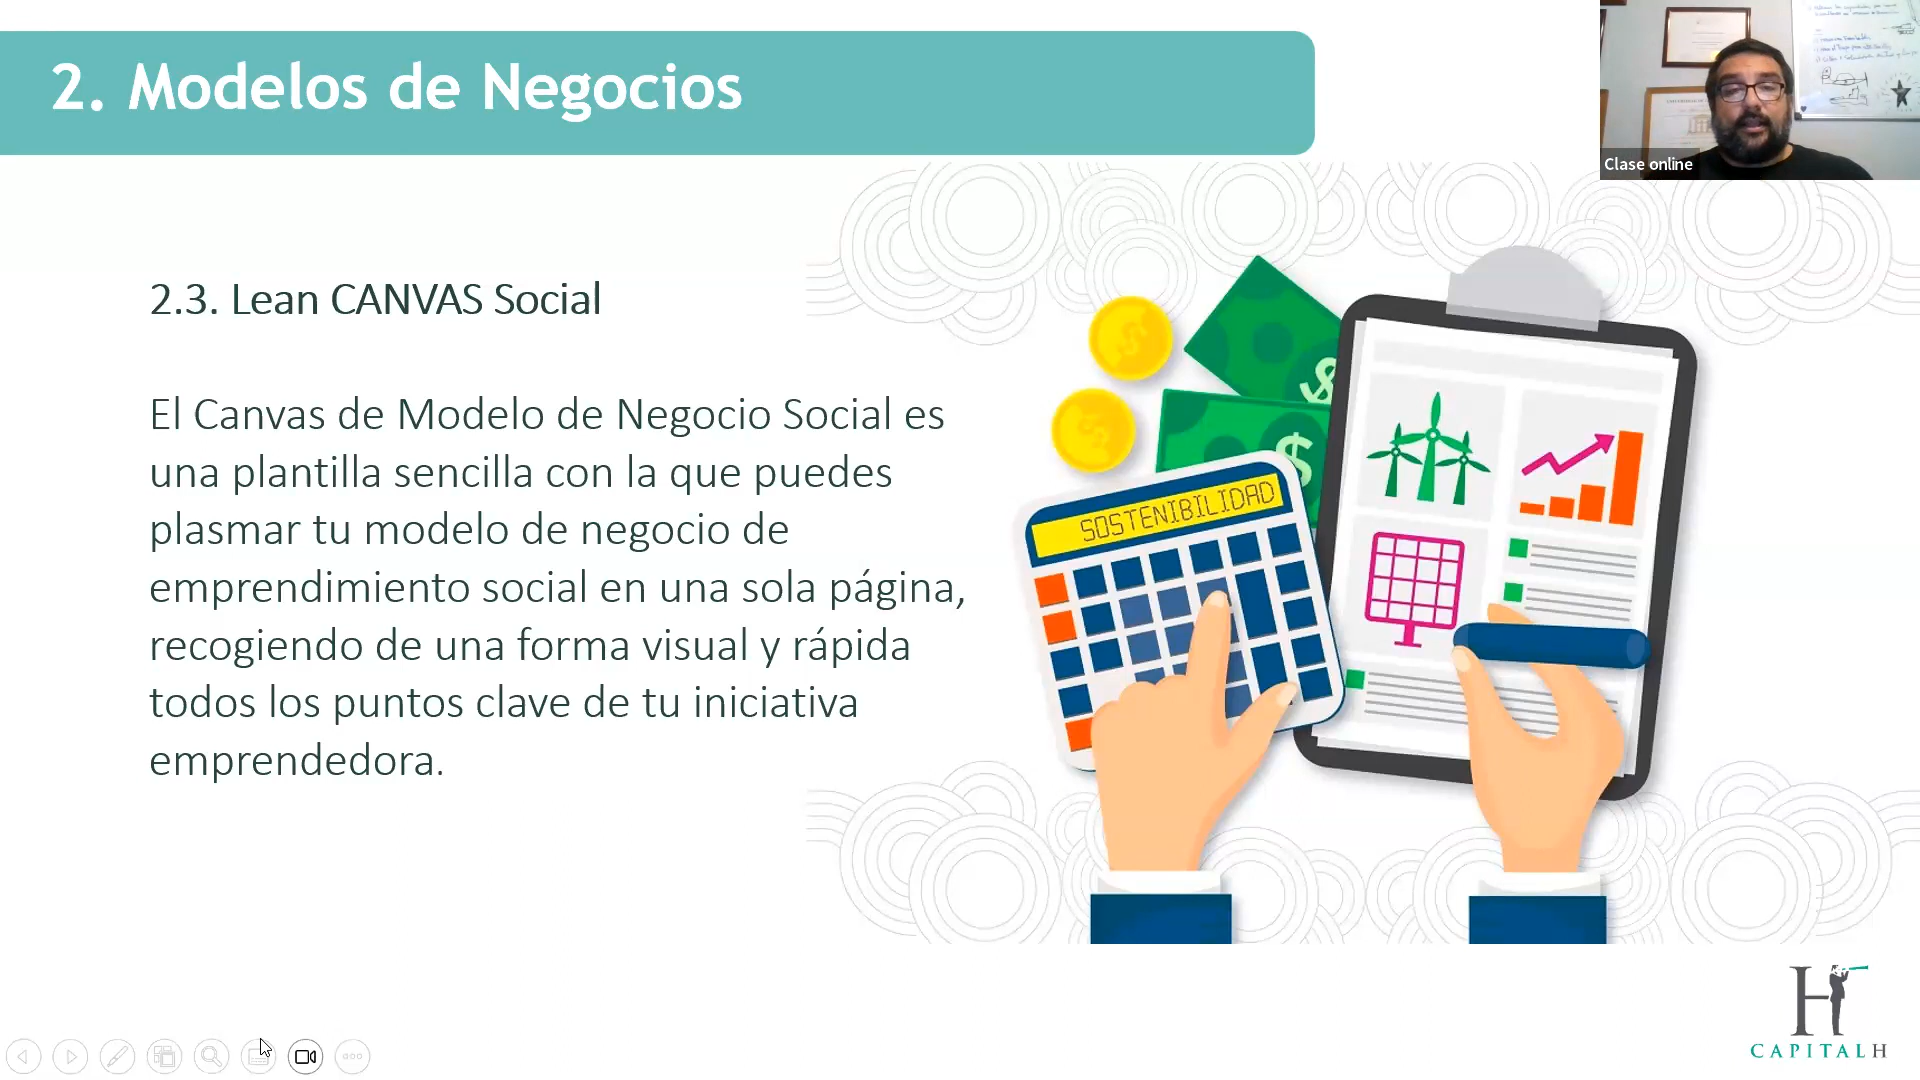 2. Modelos de Negocios
Clase online
2.3. Lean CANVAS Social
El Canvas de Modelo de Negocio Social es
una plantilla sencilla con la que puedes
plasmar tu modelo de negocio de
emprendimiento social en una sola página,
recogiendo de una forma visual y rápida
todos los puntos clave de tu iniciativa
emprendedora.
$
$
SOSTENIBILIDAD
H
CAPITALH